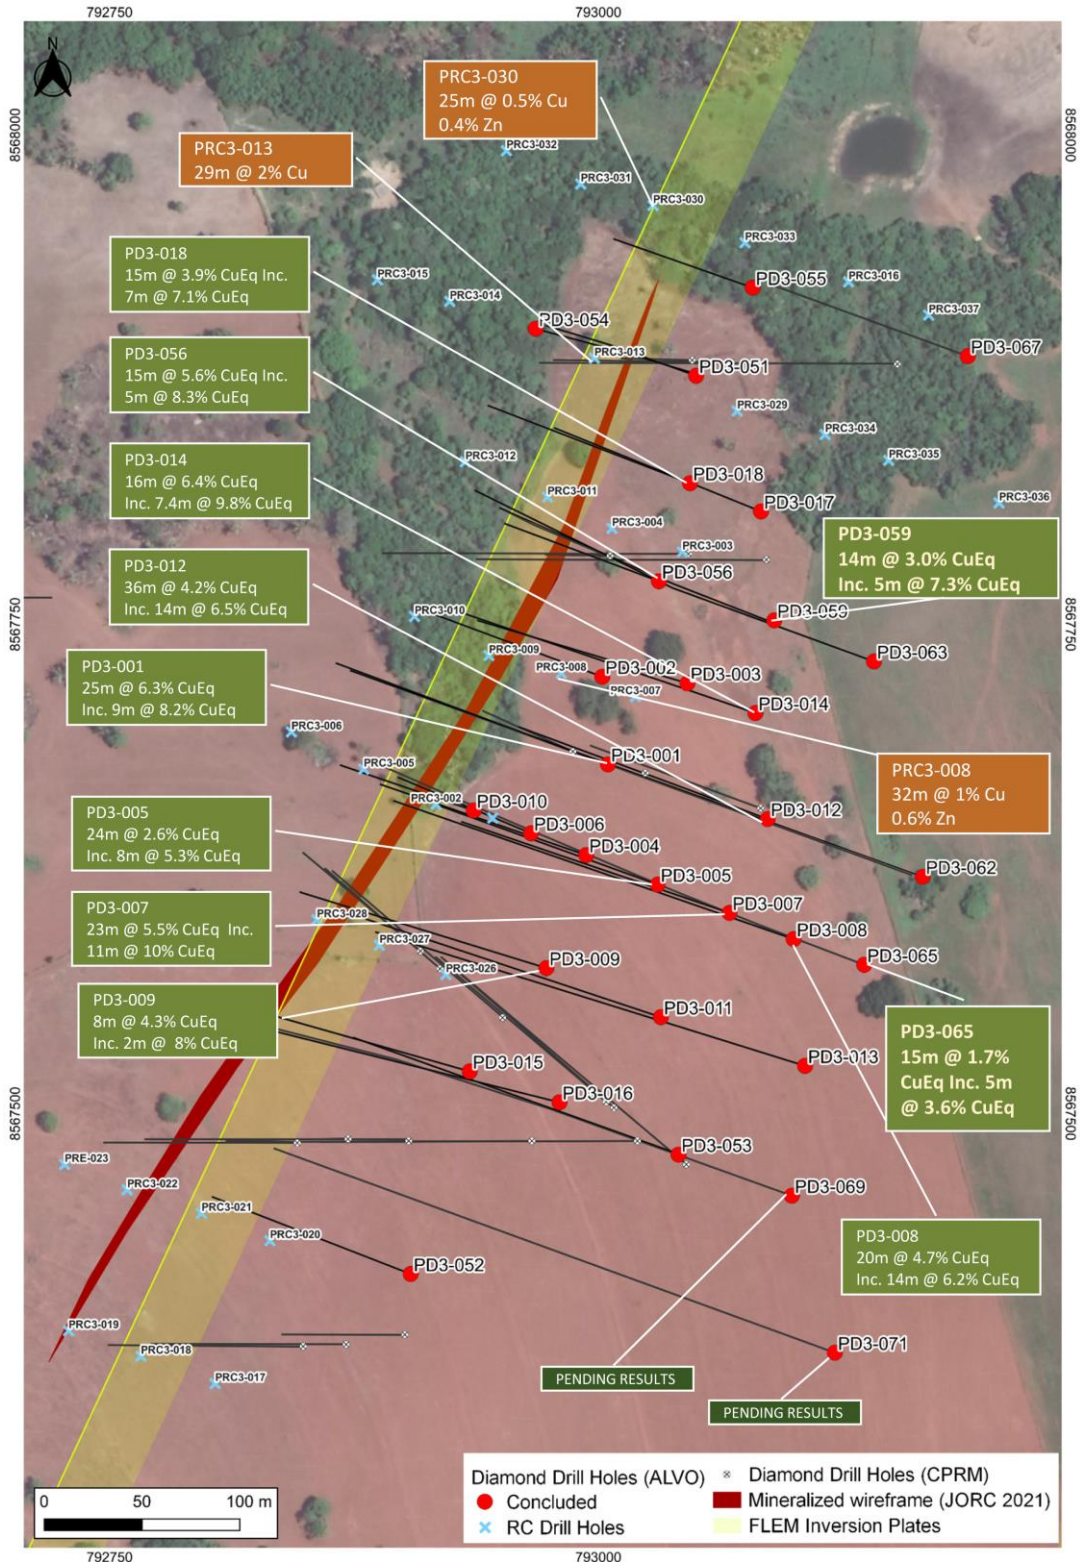 792750
793000
N
8568000
8568000
PRC3-030
25m @ 0.5% Cu
0.4% Zn
PRC3-013
29m @ 2% Cu
PRC3-032
PRC3-031
PRC3-030
PRC3-033
PD3-018
15m @ 3.9% CuEq Inc.
7m @ 7.1% CuEq
PRC3-015
PRC3-014
PD3-055
PRC3-016
PRC3-037
PD3-054
PRC3-013
PD3-051
PD3-067
PD3-056
15m @ 5.6% CuEq Inc.
5m @ 8.3% CuEq
PRC3-029
PRC3-034
PRC3-035
PRC3-012
PD3-014
16m @ 6.4% CuEq
Inc. 7.4m @ 9.8% CuEq
PRC3-011
PD3-018
PD3-017
PRC3-036
PRC3-004
PRC3-003
PD3-059
14m @ 3.0% CuEq
Inc. 5m @ 7.3% CuEq
PD3-012
36m @ 4.2% CuEq
Inc. 14m @ 6.5% CuEq
PD3-056
PD3-059
PD3-063
8567750
8567750
PRC3-010
PRC3-009
PRC3-008
PD3-002
PD3-003
PRC3-007
PD3-014
PD3-001
25m @ 6.3% CuEq
Inc. 9m @ 8.2% CuEq
PRC3-006
PRC3-005
PD3-001
PRC3-008
32m @ 1% Cu
0.6% Zn
PRC3-002
PD3-010
PD3-012
PD3-006
PD3-004
PD3-005
PD3-062
PD3-005
24m @ 2.6% CuEq
Inc. 8m @ 5.3% CuEq
PD3-007
PD3-008
PD3-065
PD3-007
23m @ 5.5% CuEq Inc.
11m @ 10% CuEq
PRC3-028
PRC3-027
PRC3-026
PD3-009
PD3-011
PD3-013
PD3-009
8m @ 4.3% CuEq
Inc. 2m @ 8% CuEq
PD3-065
15m @ 1.7%
CuEq Inc. 5m
@ 3.6% CuEq
PD3-015
PD3-016
8567500
8567500
PD3-053
PD3-069
PRE-023
PRC3-022
PRC3-021
PRC3-020
PD3-052
PD3-008
20m @ 4.7% CuEq
Inc. 14m @ 6.2% CuEq
PRC3-019
PRC3-018
PRC3-017
PD3-071
PENDING RESULTS
PENDING RESULTS
0 50 100 m
Diamond Drill Holes (ALVO)
Concluded
RC Drill Holes
Diamond Drill Holes (CPRM)
Mineralized wireframe (JORC 2021)
FLEM Inversion Plates
792750
793000